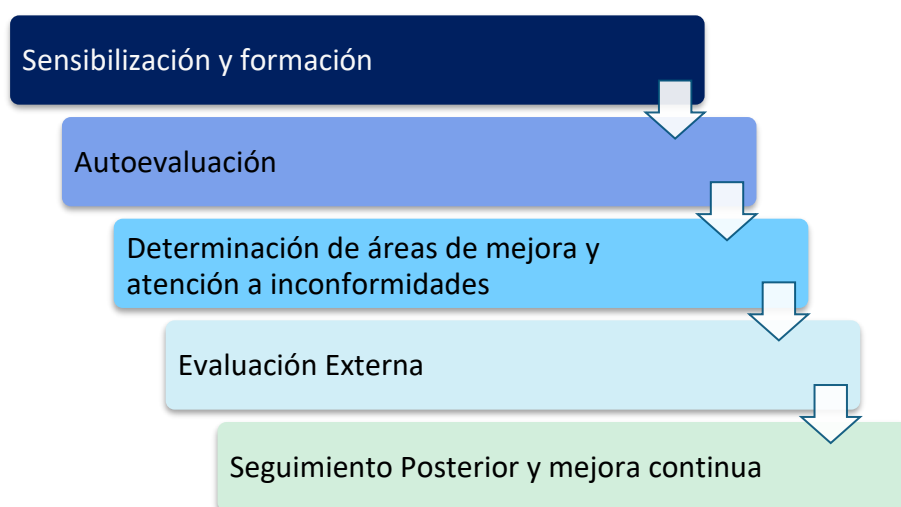 Sensibilización y formación
Autoevaluación
Determinación de áreas de mejora y
atención a inconformidades
Evaluación Externa
Seguimiento Posterior y mejora continua